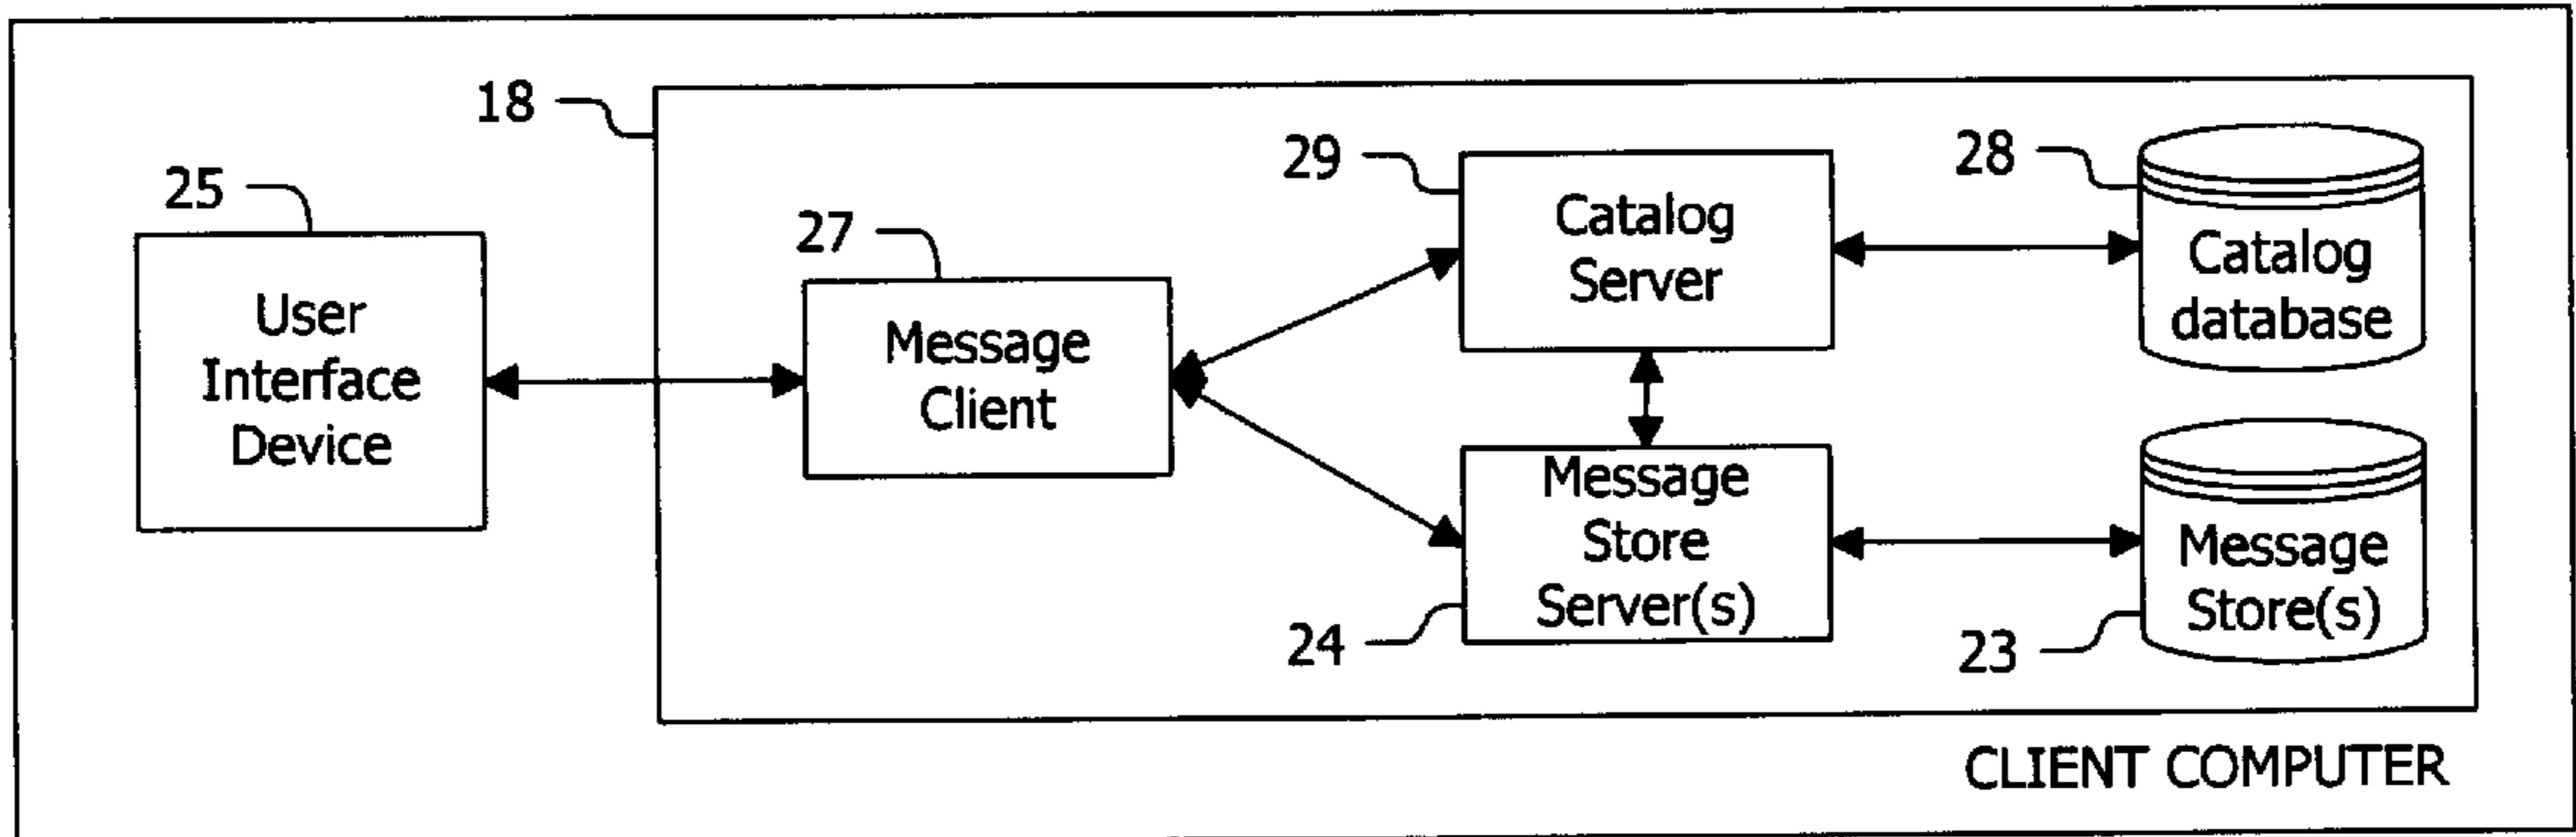 18
25
User
Interface
Device
27
Message
Client
29
Catalog
Server
28
Catalog
database
Message
Store
Server(s)
24
Message
Store(s)
23
CLIENT COMPUTER